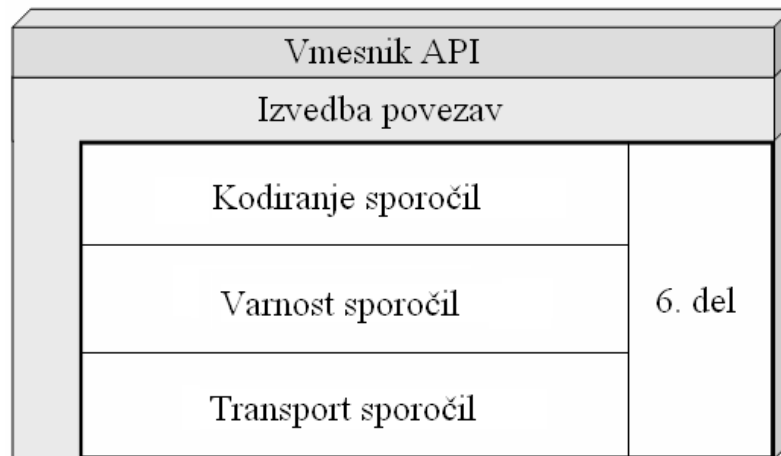 Vmesnik API
Izvedba povezav
Kodiranje sporočil
Varnost sporočil
6. del
Transport sporočil